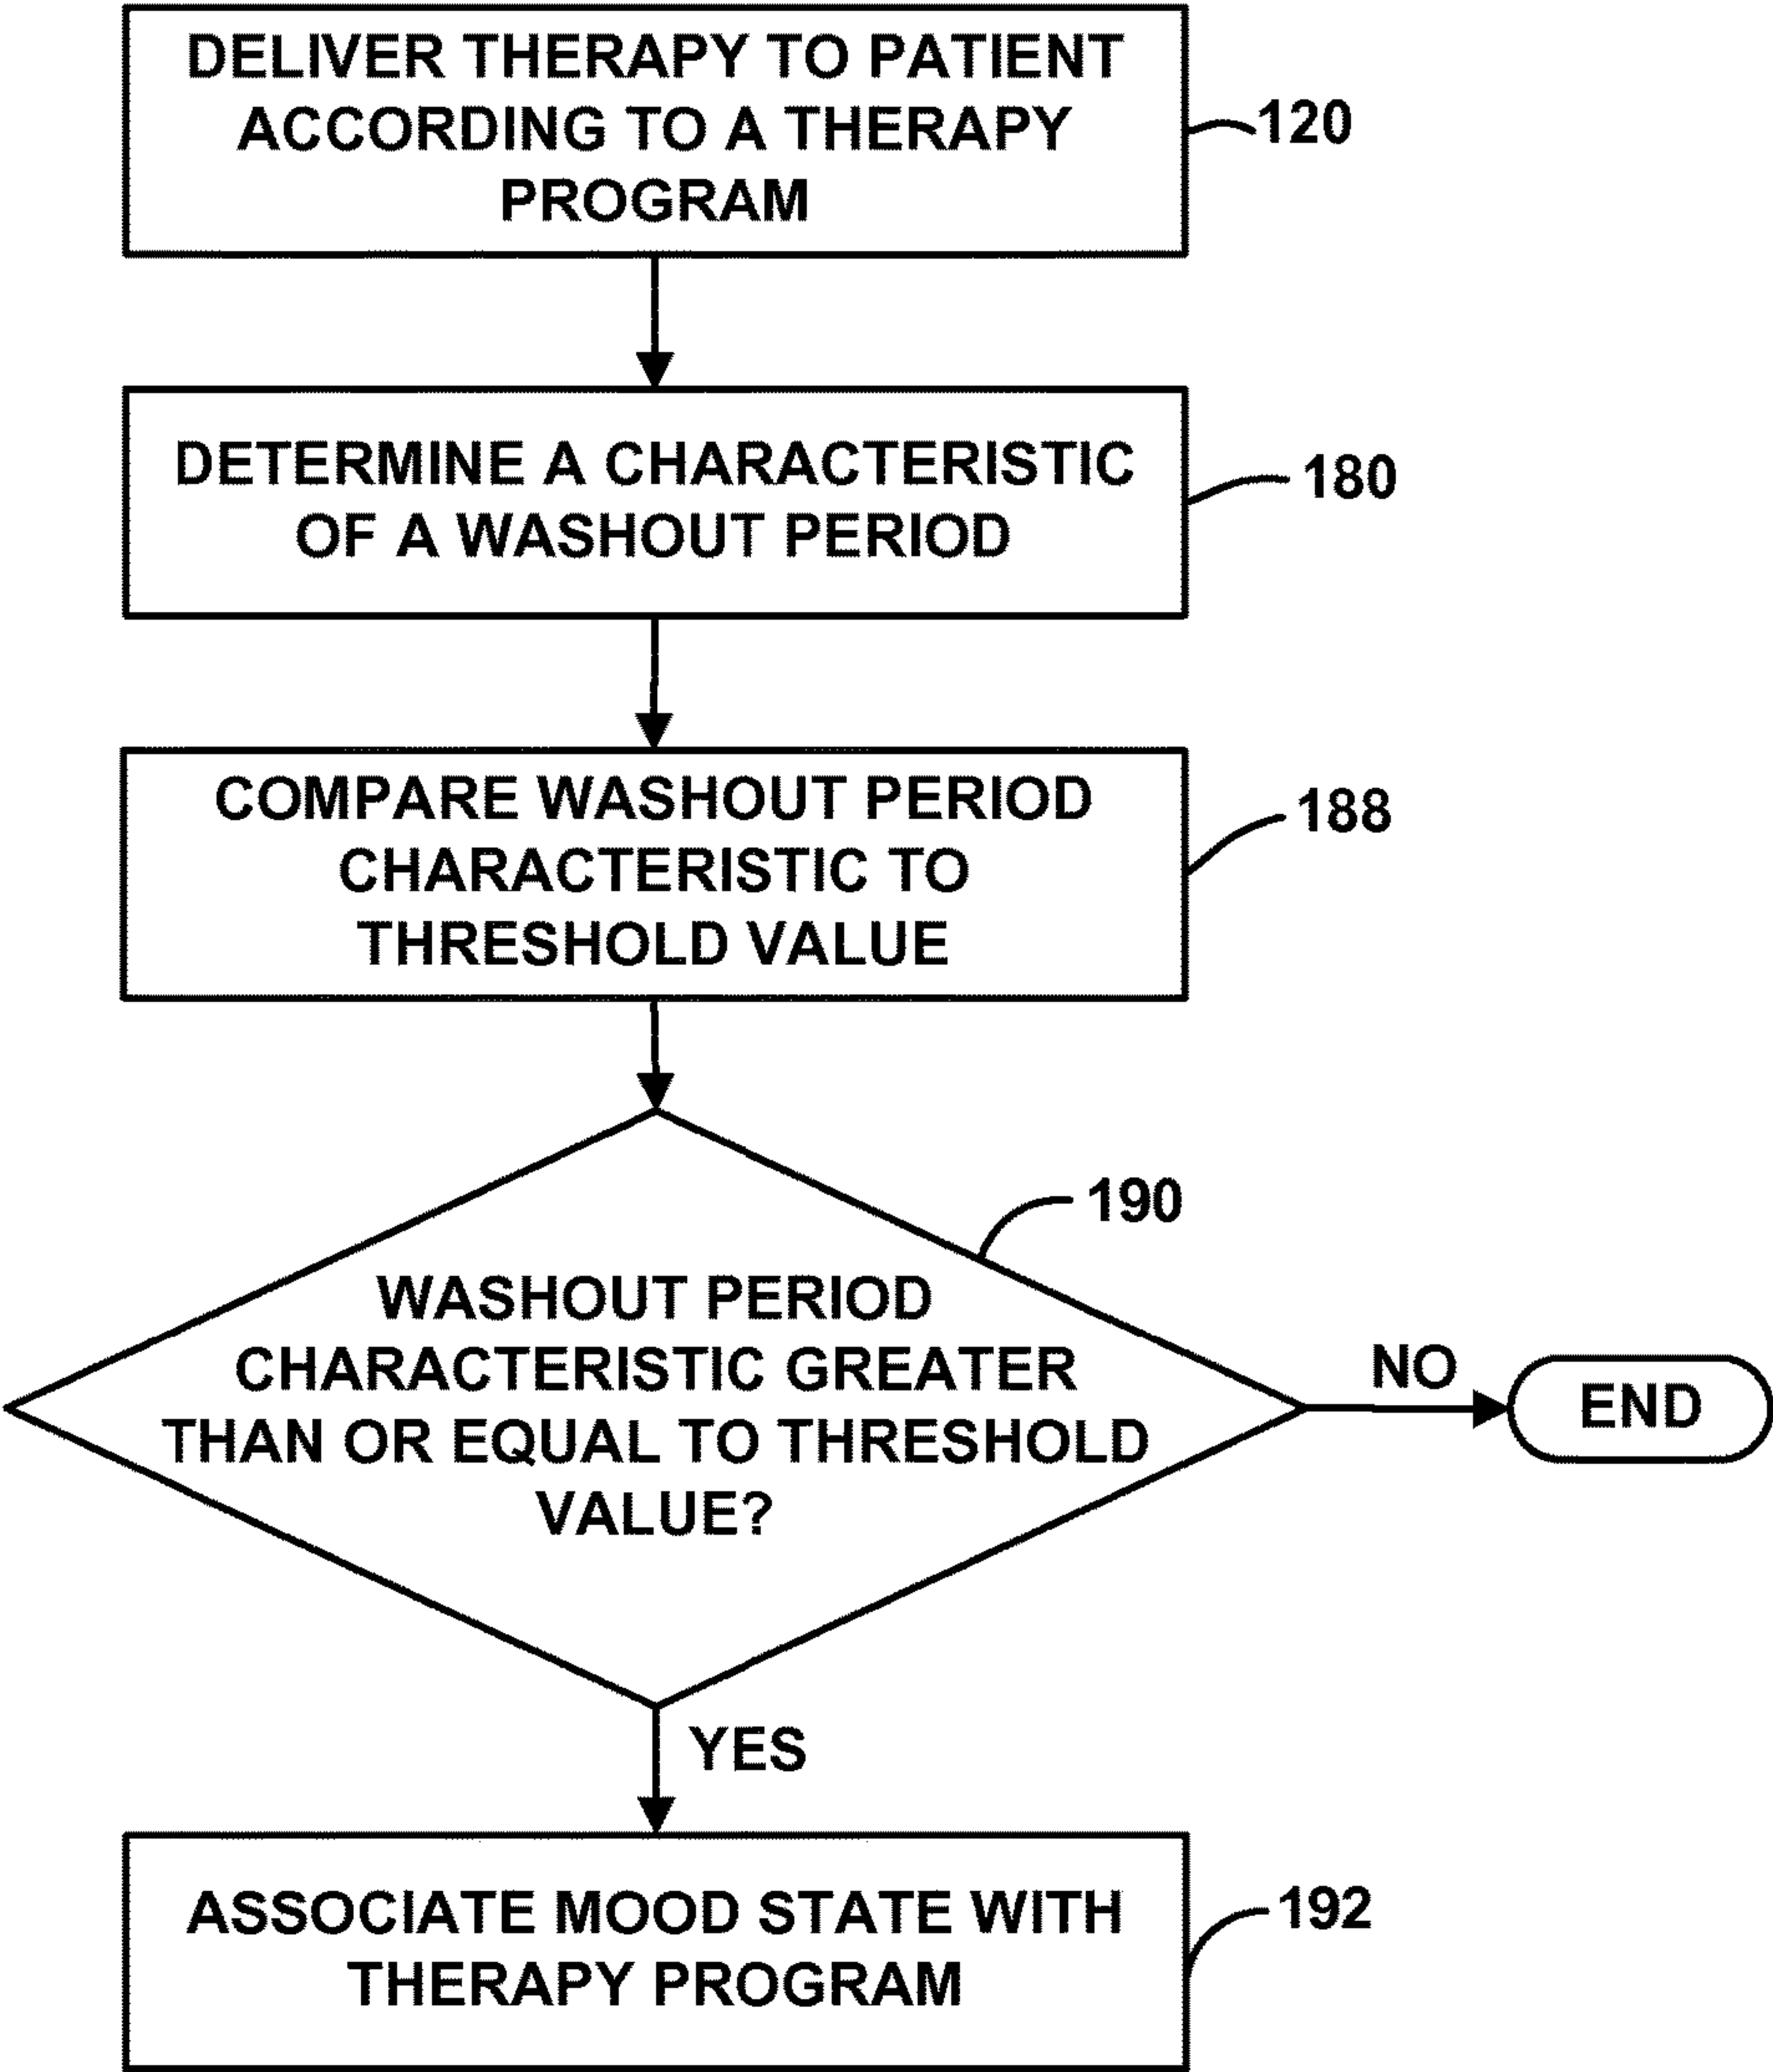 DELIVER THERAPY TO PATIENT
ACCORDING TO A THERAPY
PROGRAM
120
DETERMINE A CHARACTERISTIC
OF A WASHOUT PERIOD
180
COMPARE WASHOUT PERIOD
CHARACTERISTIC TO
THRESHOLD VALUE
188
190
WASHOUT PERIOD
CHARACTERISTIC GREATER
THAN OR EQUAL TO THRESHOLD
VALUE?
NO
END
YES
ASSOCIATE MOOD STATE WITH
THERAPY PROGRAM
192